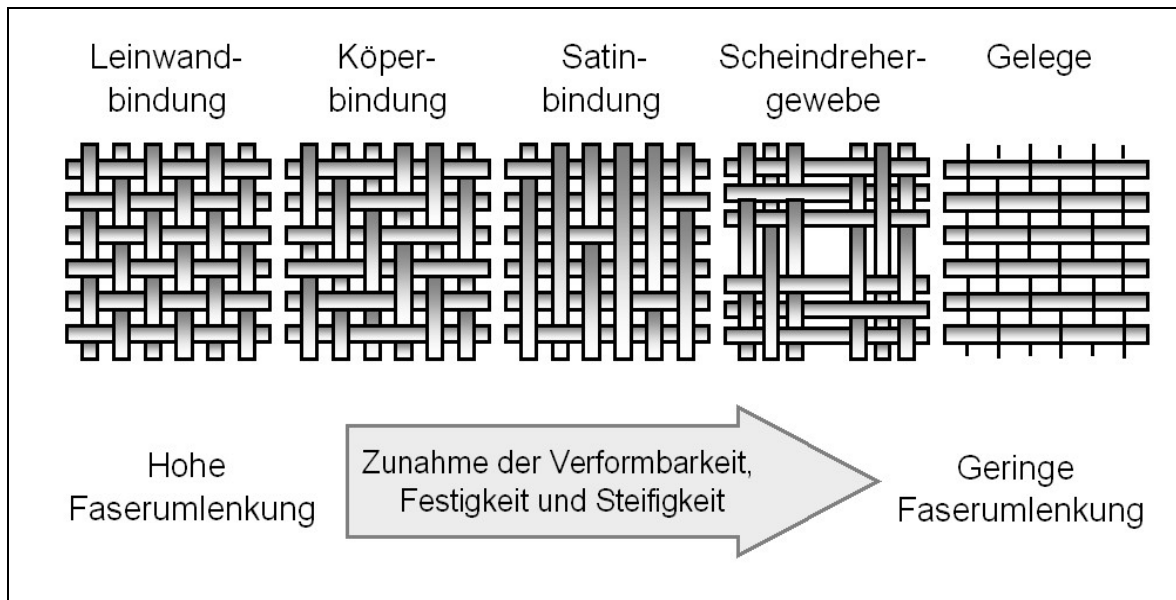 Leinwand-
bindung
Köper-
bindung
Satin-
bindung
Scheindreher-
gewebe
Gelege
Hohe
Faserumlenkung
Zunahme der Verformbarkeit,
Festigkeit und Steifigkeit
Geringe
Faserumlenkung